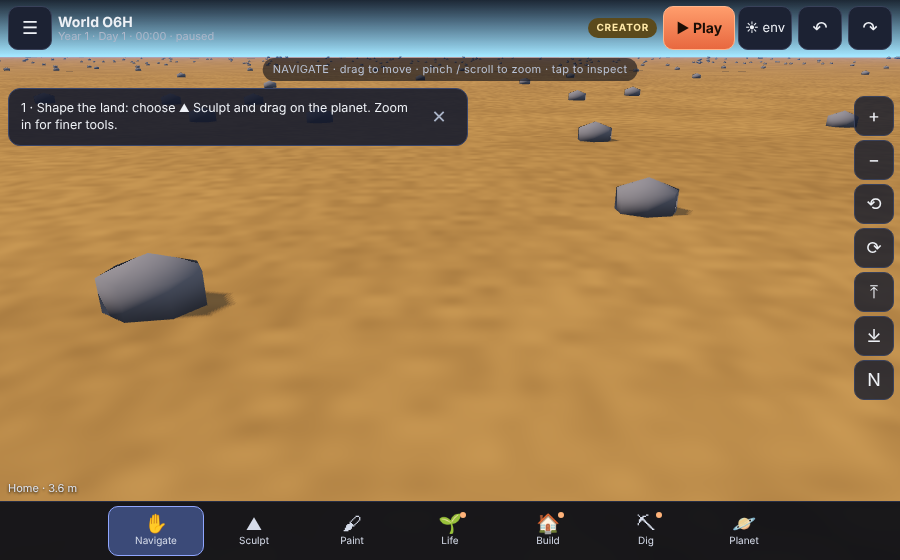 World O6H
Year 1 · Day 1 · 00:00 · paused
CREATOR
▶ Play
☀ env
NAVIGATE · drag to move · pinch / scroll to zoom · tap to inspect
1 · Shape the land: choose ▲ Sculpt and drag on the planet. Zoom
in for finer tools.
N
Home · 3.6 m
Navigate
Sculpt
Paint
Life
Build
Dig
Planet